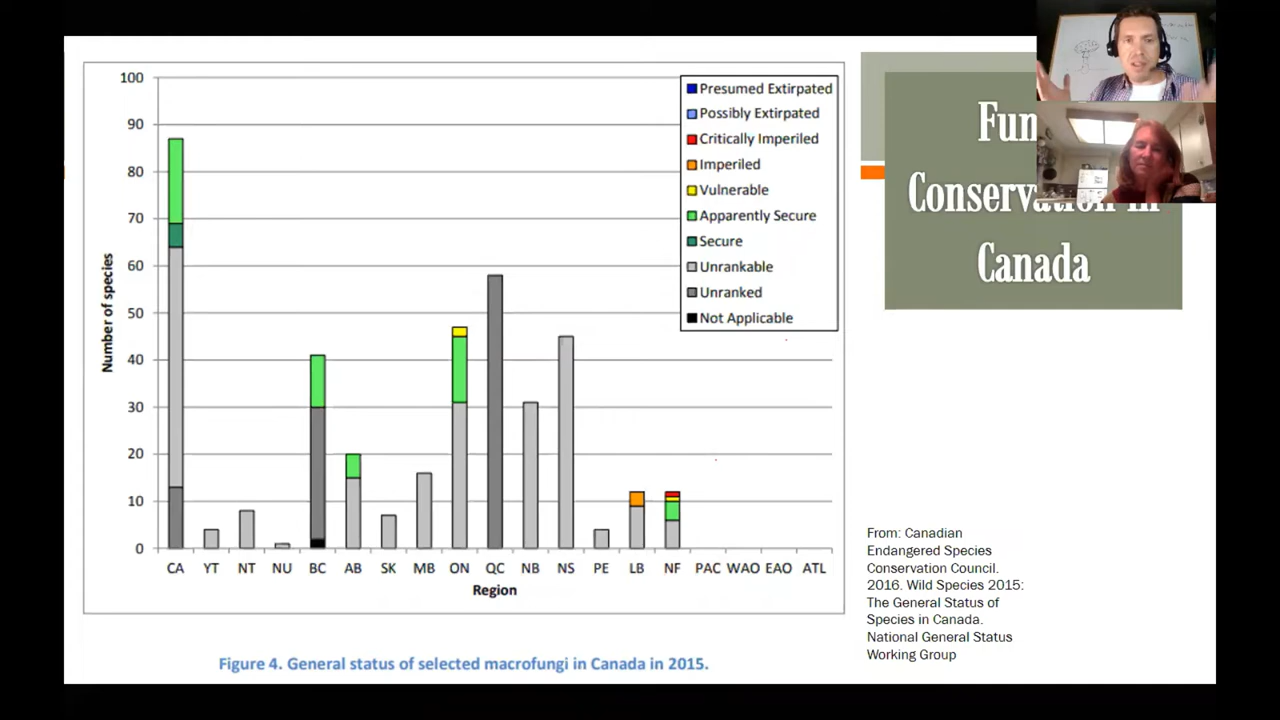 100
90
80
70
60
50
40
30
20
10
0
Number of species
Presumed Extirpated
Possibly Extirpated
Critically Imperiled
Imperiled
Vulnerable
Apparently Secure
Secure
Unrankable
Unranked
Not Applicable
CA YT NT NU BC AB SK MB ON QC NB NS PE LB NF PAC WAO EAO ATL
Region
Figure 4. General status of selected macrofungi in Canada in 2015.
Canada
From: Canadian
Endangered Species
Conservation Council.
2016. Wild Species 2015:
The General Status of
Species in Canada.
National General Status
Working Group